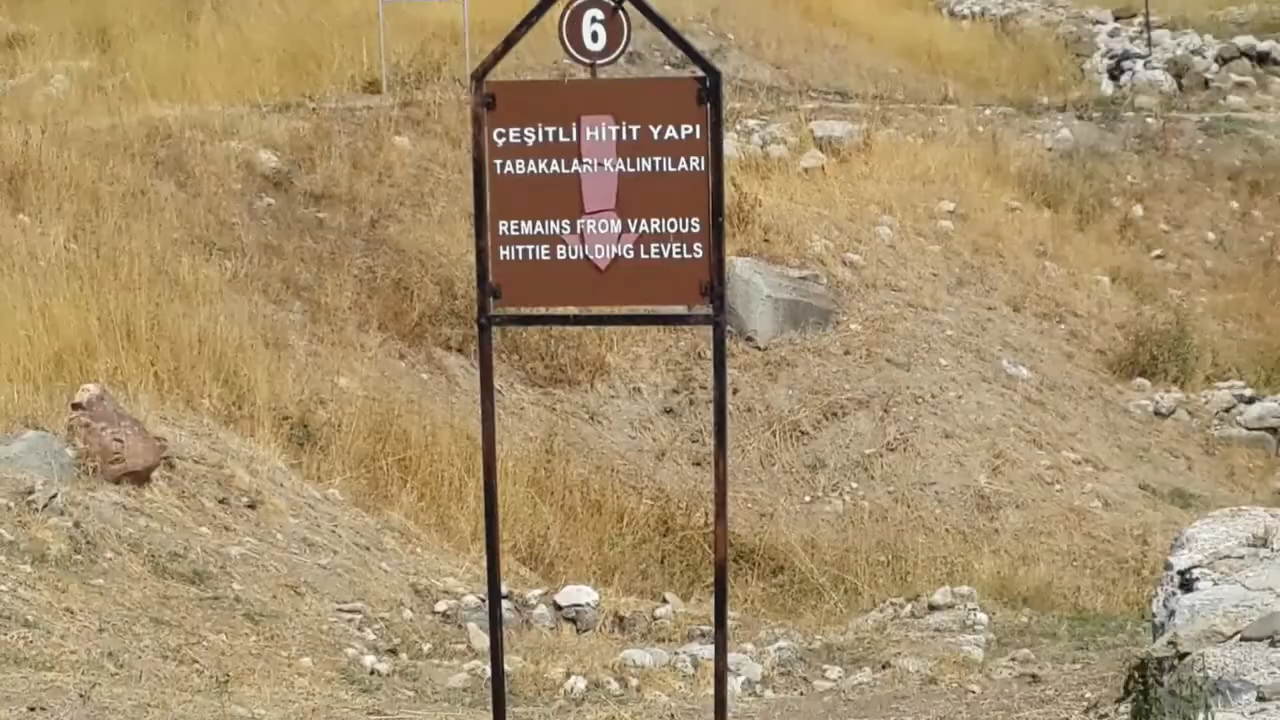 6
ÇEŞİTLİ HİTİT YAPI
TABAKALARI KALINTILARI
REMAINS FROM VARIOUS
HITTIE BUILDING LEVELS